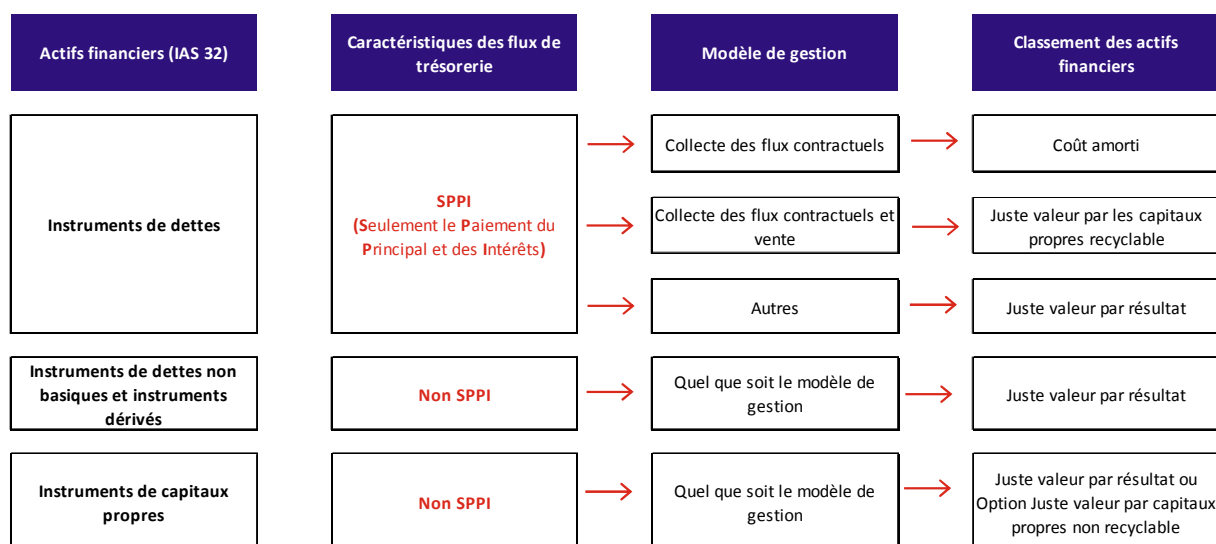 Actifs financiers (IAS 32)
Caractéristiques des flux de
trésorerie
Modèle de gestion
Classement des actifs
financiers
Instruments de dettes
SPPI
(Seulement le Paiement du
Principal et des Intérêts)
Collecte des flux contractuels
Coût amorti
Collecte des flux contractuels et
vente
Juste valeur par les capitaux
propres recyclable
Autres
Juste valeur par résultat
Instruments de dettes non
basiques et instruments
dérivés
Non SPPI
Quel que soit le modèle de
gestion
Juste valeur par résultat
Instruments de capitaux
propres
Non SPPI
Quel que soit le modèle de
gestion
Juste valeur par résultat ou
Option Juste valeur par capitaux
propres non recyclable